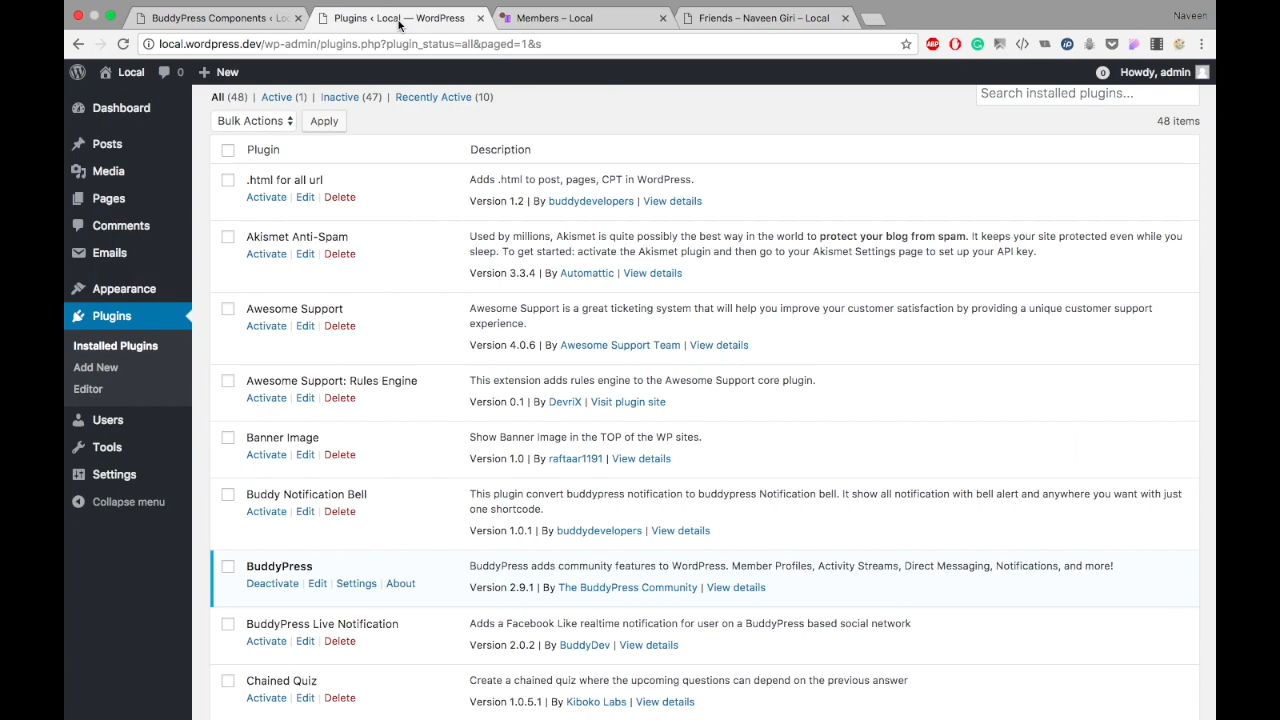 BuddyPress Components ‹ Loc
Plugins ‹ Local — WordPress
Members – Local
Friends – Naveen Giri – Local
Naveen
local.wordpress.dev/wp-admin/plugins.php?plugin_status=all&paged=1&s
Local
0
New
0
Howdy, admin
Dashboard
Posts
Media
Pages
Comments
Emails
Appearance
Plugins
Installed Plugins
Add New
Editor
Users
Tools
Settings
Collapse menu
All (48) | Active (1) | Inactive (47) | Recently Active (10)
Search installed plugins...
Bulk Actions
Apply
48 items
Plugin
Description
.html for all url
Adds .html to post, pages, CPT in WordPress.
Activate | Edit | Delete
Version 1.2 | By buddydevelopers | View details
Akismet Anti-Spam
Used by millions, Akismet is quite possibly the best way in the world to protect your blog from spam. It keeps your site protected even while you
Activate | Edit | Delete
sleep. To get started: activate the Akismet plugin and then go to your Akismet Settings page to set up your API key.
Version 3.3.4 | By Automattic | View details
Awesome Support
Awesome Support is a great ticketing system that will help you improve your customer satisfaction by providing a unique customer support
Activate | Edit | Delete
experience.
Version 4.0.6 | By Awesome Support Team | View details
Awesome Support: Rules Engine
This extension adds rules engine to the Awesome Support core plugin.
Activate | Edit | Delete
Version 0.1 | By DevriX | Visit plugin site
Banner Image
Show Banner Image in the TOP of the WP sites.
Activate | Edit | Delete
Version 1.0 | By raftaar1191 | View details
Buddy Notification Bell
This plugin convert buddypress notification to buddypress Notification bell. It show all notification with bell alert and anywhere you want with just
Activate | Edit | Delete
one shortcode.
Version 1.0.1 | By buddydevelopers | View details
BuddyPress
BuddyPress adds community features to WordPress. Member Profiles, Activity Streams, Direct Messaging, Notifications, and more!
Deactivate | Edit | Settings | About
Version 2.9.1 | By The BuddyPress Community | View details
BuddyPress Live Notification
Adds a Facebook Like realtime notification for user on a BuddyPress based social network
Activate | Edit | Delete
Version 2.0.2 | By BuddyDev | View details
Chained Quiz
Create a chained quiz where the upcoming questions can depend on the previous answer
Activate | Edit | Delete
Version 1.0.5.1 | By Kiboko Labs | View details